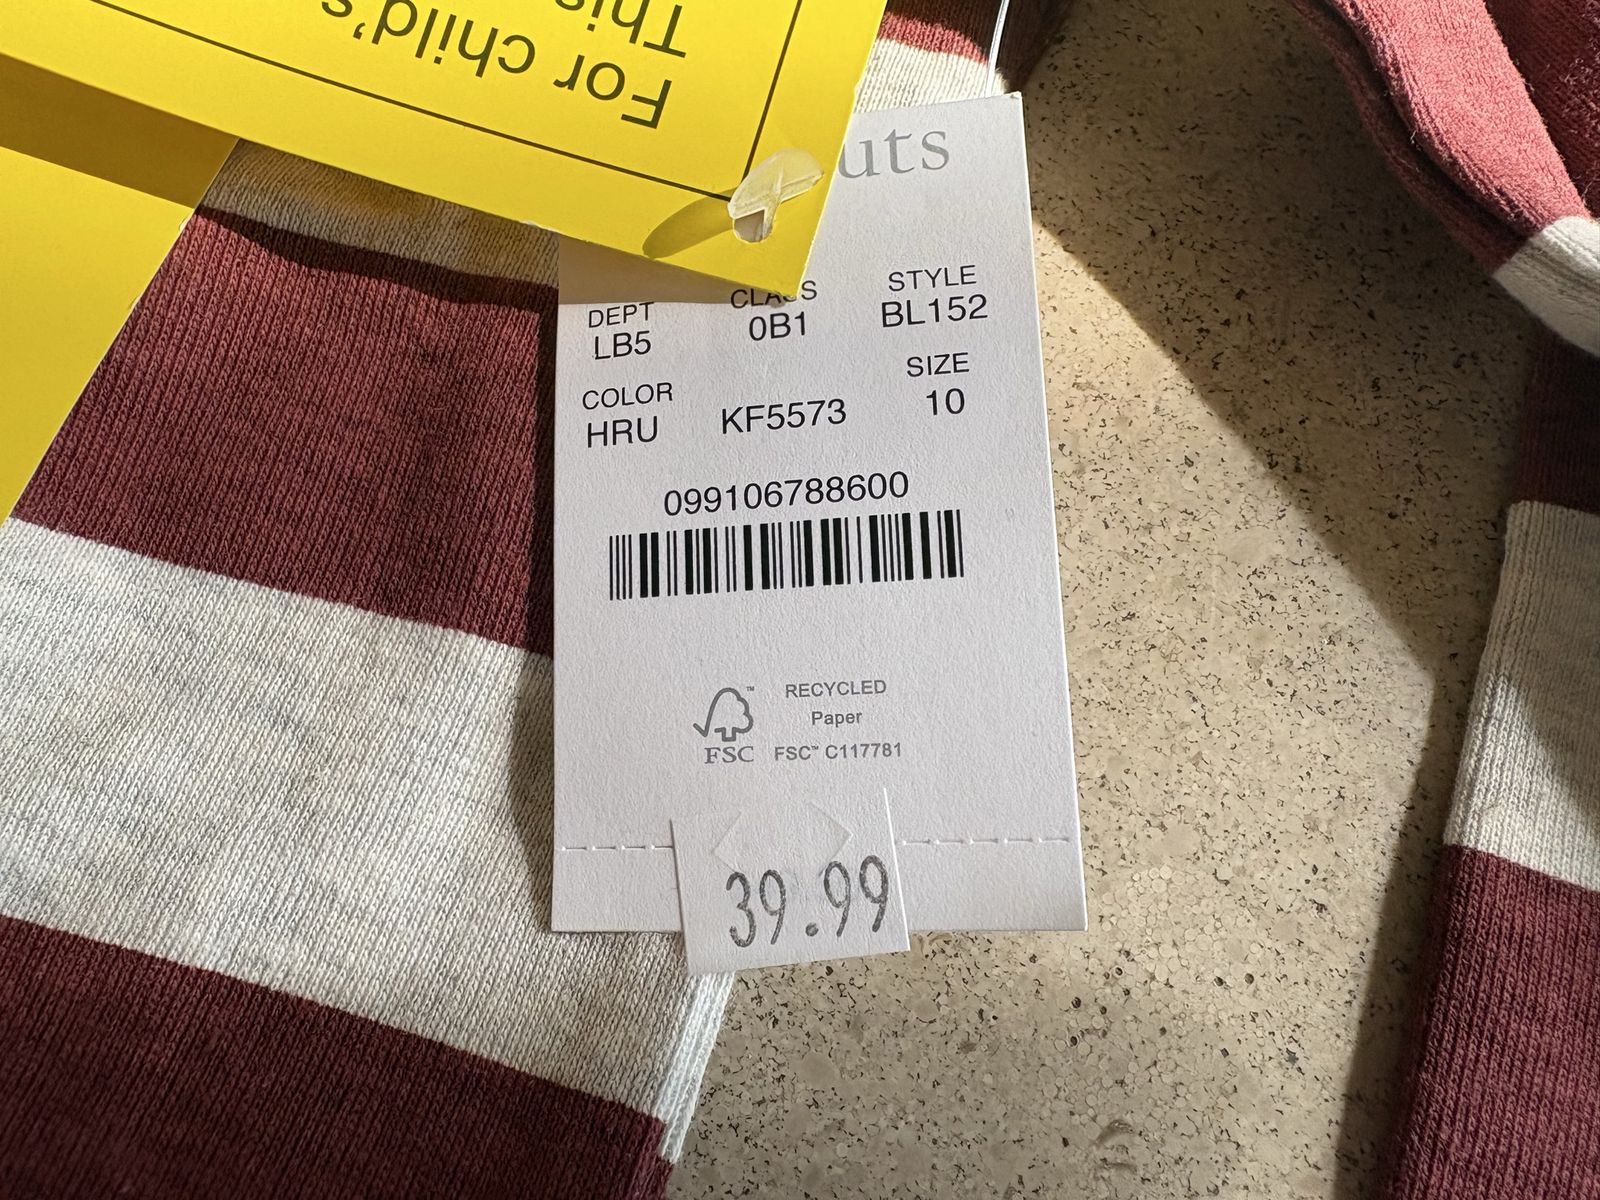 For child's
This
uts
DEPT CLASS STYLE
LB5 0B1 BL152
COLOR SIZE
HRU KF5573 10
099106788600
RECYCLED
Paper
FSC FSC™ C117781
39.99